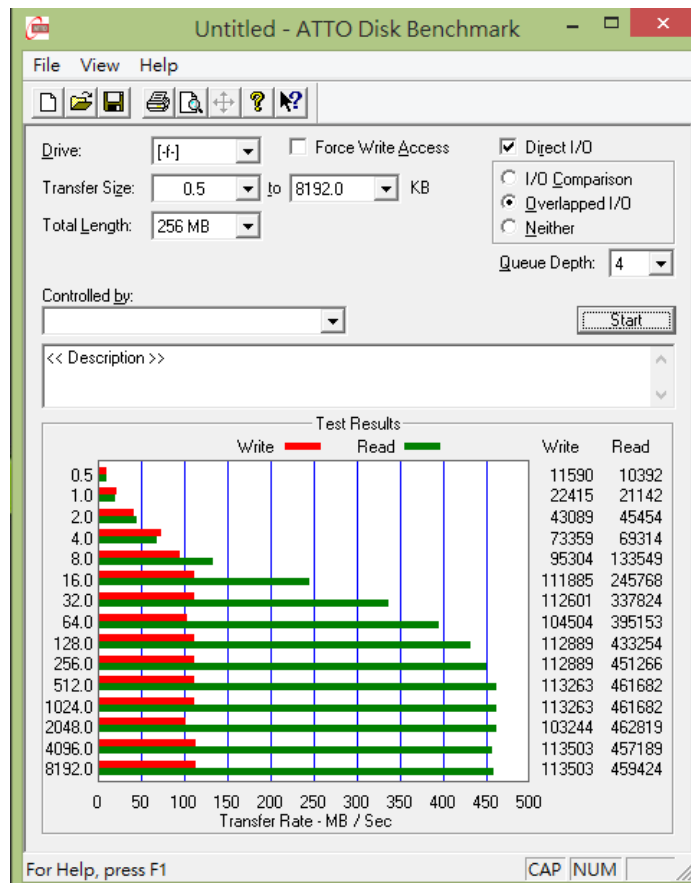 Untitled - ATTO Disk Benchmark
File View Help
Drive: [-f-] Force Write Access Direct I/O
Transfer Size: 0.5 to 8192.0 KB
I/O Comparison
Overlapped I/O
Neither
Total Length: 256 MB
Queue Depth: 4
Controlled by:
Start
<< Description >>
Test Results
Write Read Write Read
0.5 11590 10392
1.0 22415 21142
2.0 43089 45454
4.0 73359 69314
8.0 95304 133549
16.0 111885 245768
32.0 112601 337824
64.0 104504 395153
128.0 112889 433254
256.0 112889 451266
512.0 113263 461682
1024.0 113263 461682
2048.0 103244 462819
4096.0 113503 457189
8192.0 113503 459424
0 50 100 150 200 250 300 350 400 450 500
Transfer Rate - MB / Sec
For Help, press F1 CAP NUM